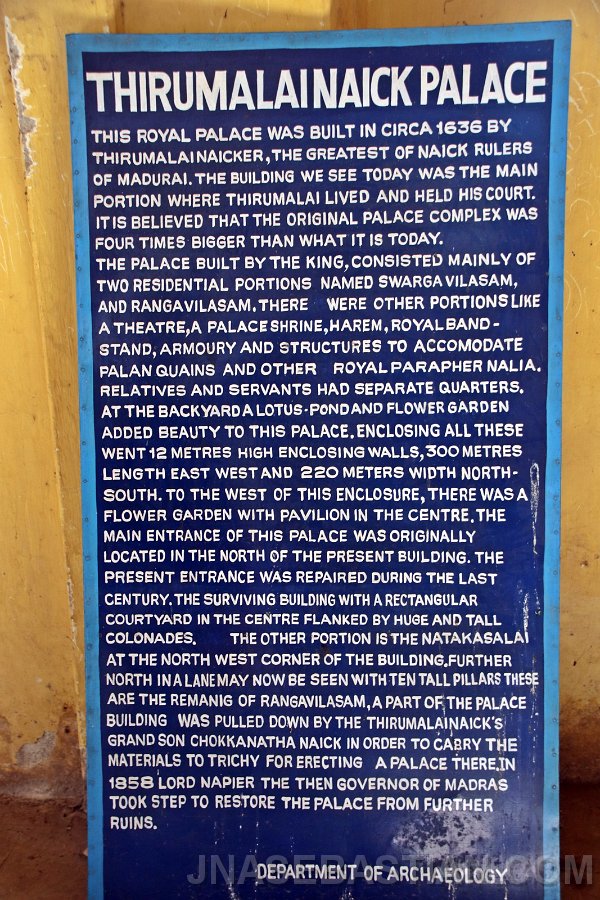 THIRUMALAI NAICK PALACE
THIS ROYAL PALACE WAS BUILT IN CIRCA 1636 BY
THIRUMALAI NAICKER, THE GREATEST OF NAICK RULERS
OF MADURAI. THE BUILDING WE SEE TODAY WAS THE MAIN
PORTION WHERE THIRUMALAI LIVED AND HELD HIS COURT.
IT IS BELIEVED THAT THE ORIGINAL PALACE COMPLEX WAS
FOUR TIMES BIGGER THAN WHAT IT IS TODAY.
THE PALACE BUILT BY THE KING, CONSISTED MAINLY OF
TWO RESIDENTIAL PORTIONS NAMED SWARGA VILASAM,
AND RANGAVILASAM. THERE WERE OTHER PORTIONS LIKE
A THEATRE, A PALACE SHRINE, HAREM, ROYAL BAND-
STAND, ARMOURY AND STRUCTURES TO ACCOMODATE
PALAN QUAINS AND OTHER ROYAL PARAPHER NALIA.
RELATIVES AND SERVANTS HAD SEPARATE QUARTERS.
AT THE BACKYARD A LOTUS-POND AND FLOWER GARDEN
ADDED BEAUTY TO THIS PALACE. ENCLOSING ALL THESE
WENT 12 METRES HIGH ENCLOSING WALLS, 300 METRES
LENGTH EAST WEST AND 220 METERS WIDTH NORTH-
SOUTH. TO THE WEST OF THIS ENCLOSURE, THERE WAS A
FLOWER GARDEN WITH PAVILION IN THE CENTRE. THE
MAIN ENTRANCE OF THIS PALACE WAS ORIGINALLY
LOCATED IN THE NORTH OF THE PRESENT BUILDING. THE
PRESENT ENTRANCE WAS REPAIRED DURING THE LAST
CENTURY. THE SURVIVING BUILDING WITH A RECTANGULAR
COURTYARD IN THE CENTRE FLANKED BY HUGE AND TALL
COLONADES. THE OTHER PORTION IS THE NATAKASALAI
AT THE NORTH WEST CORNER OF THE BUILDING. FURTHER
NORTH IN A LANE MAY NOW BE SEEN WITH TEN TALL PILLARS THESE
ARE THE REMANIG OF RANGAVILASAM, A PART OF THE PALACE
BUILDING WAS PULLED DOWN BY THE THIRUMALAINAICK'S
GRAND SON CHOKKANATHA NAICK IN ORDER TO CABRY THE
MATERIALS TO TRICHY FOR ERECTING A PALACE THERE. IN
1858 LORD NAPIER THE THEN GOVERNOR OF MADRAS
TOOK STEP TO RESTORE THE PALACE FROM FURTHER
RUINS.
DEPARTMENT OF ARCHAEOLOGY
JNASEBASTIAN.COM